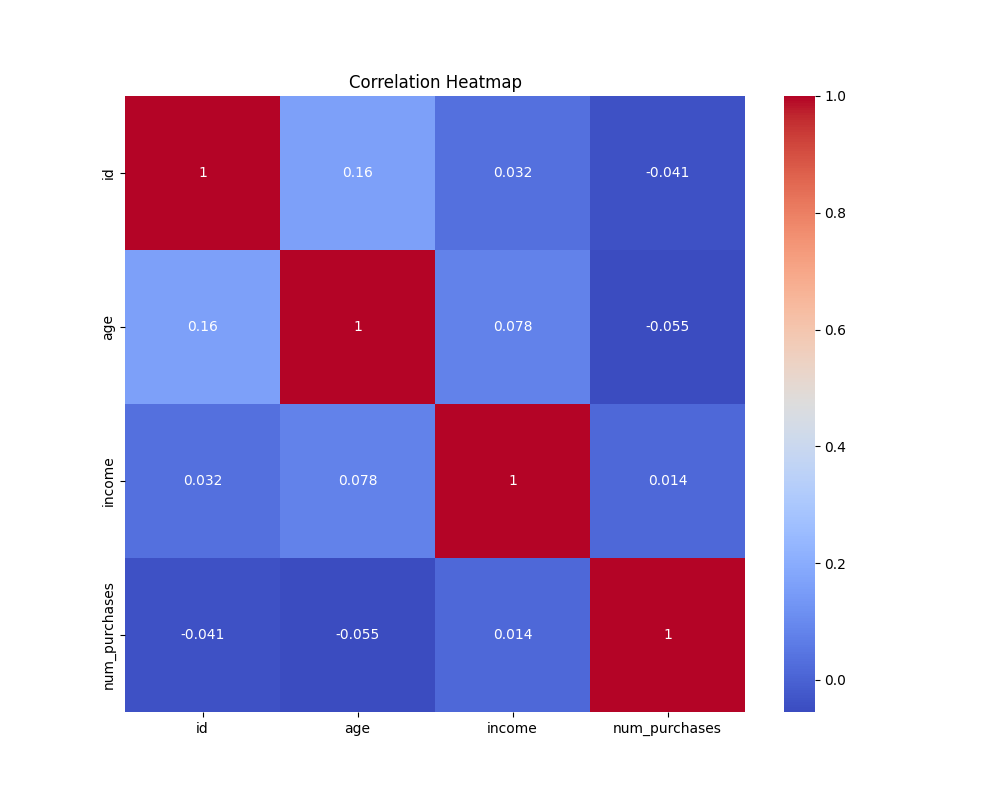 Correlation Heatmap
id 1 0.16 0.032 -0.041
age 0.16 1 0.078 -0.055
income 0.032 0.078 1 0.014
num_purchases -0.041 -0.055 0.014 1
id age income num_purchases
1.0
0.8
0.6
0.4
0.2
0.0